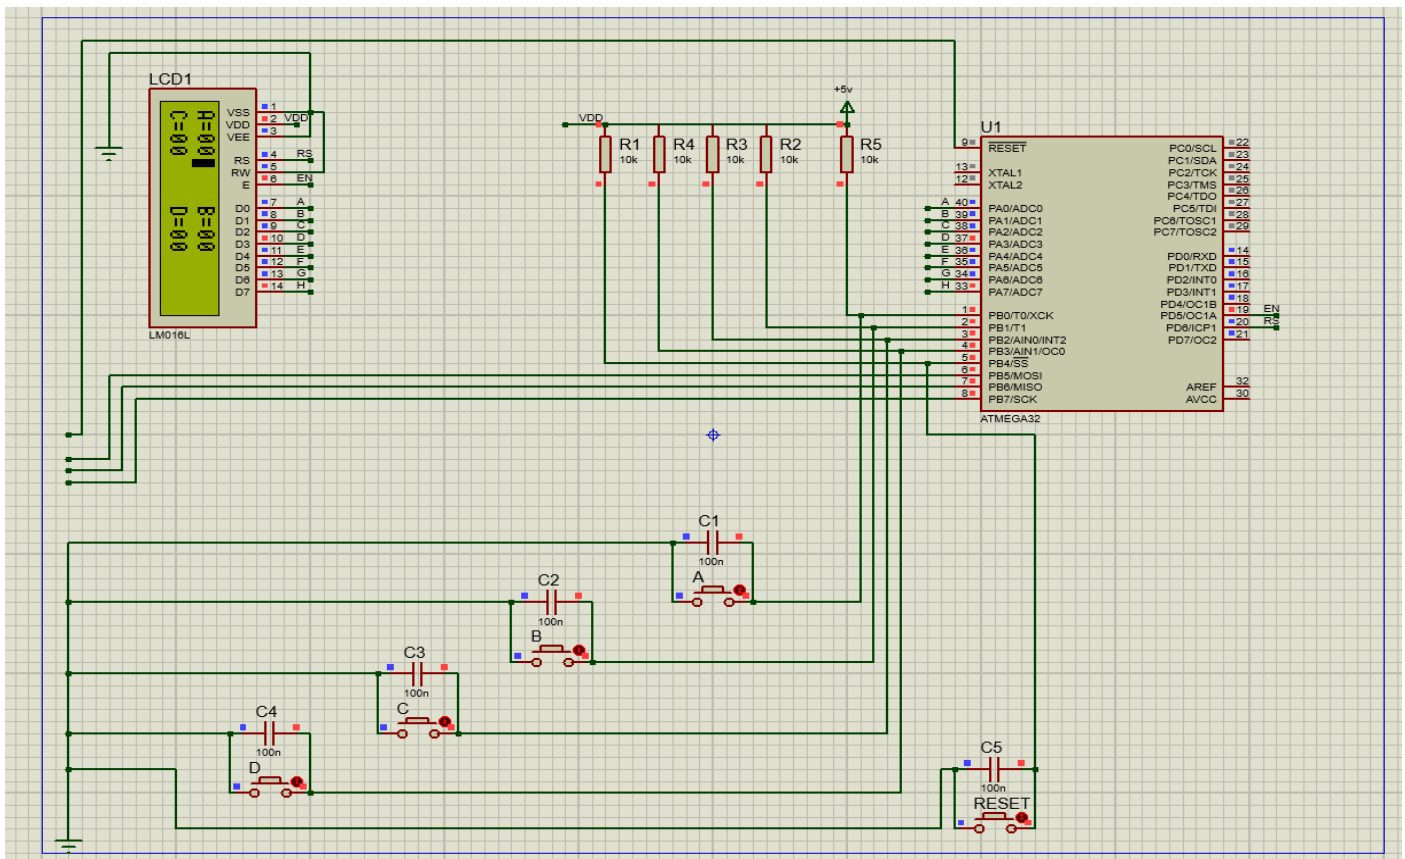 LCD1
A=00 B=00
C=00 D=00
VSS 1
VDD 2 VDD
VEE 3
RS 4 RS
RW 5
E 6 EN
D0 7 A
D1 8 B
D2 9 C
D3 10 D
D4 11 E
D5 12 F
D6 13 G
D7 14 H
LM016L
+5v
VDD
R1
10k
R4
10k
R3
10k
R2
10k
R5
10k
U1
9 RESET
13 XTAL1
12 XTAL2
A 40 PA0/ADC0
B 39 PA1/ADC1
C 38 PA2/ADC2
D 37 PA3/ADC3
E 36 PA4/ADC4
F 35 PA5/ADC5
G 34 PA6/ADC6
H 33 PA7/ADC7
1 PB0/T0/XCK
2 PB1/T1
3 PB2/AIN0/INT2
4 PB3/AIN1/OC0
5 PB4/SS
6 PB5/MOSI
7 PB6/MISO
8 PB7/SCK
PC0/SCL 22
PC1/SDA 23
PC2/TCK 24
PC3/TMS 25
PC4/TDO 26
PC5/TDI 27
PC6/TOSC1 28
PC7/TOSC2 29
PD0/RXD 14
PD1/TXD 15
PD2/INT0 16
PD3/INT1 17
PD4/OC1B 18
PD5/OC1A 19 EN
PD6/ICP1 20 RS
PD7/OC2 21
AREF 32
AVCC 30
ATMEGA32
C1
100n
A
C2
100n
B
C3
100n
C
C4
100n
D
C5
100n
RESET